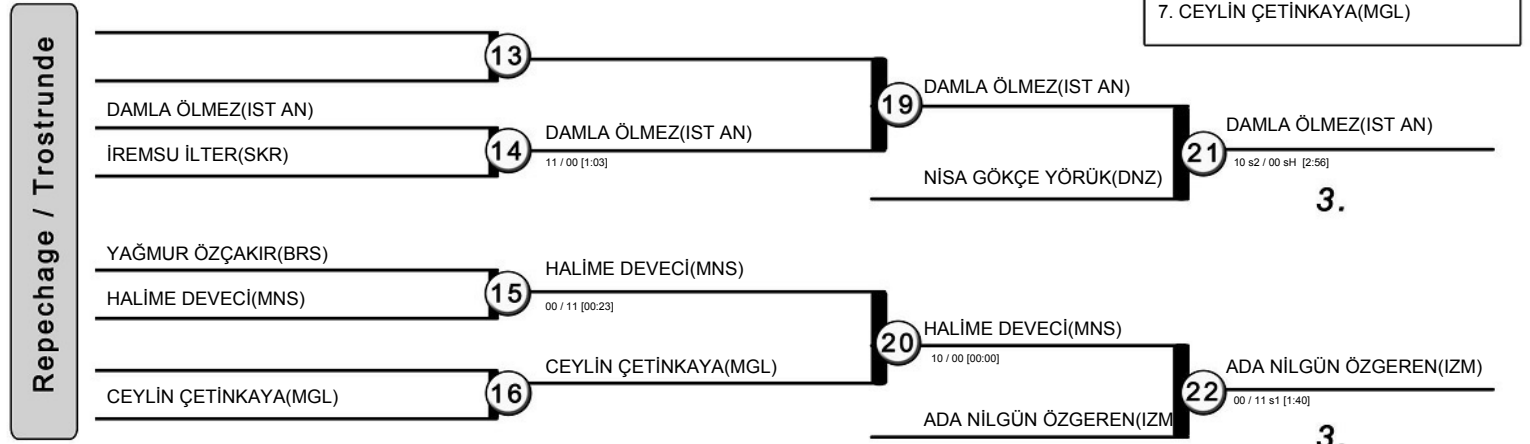 7. CEYLİN ÇETİNKAYA(MGL)
Repechage / Trostrunde
13
DAMLA ÖLMEZ(IST AN)
İREMSU İLTER(SKR)
14
DAMLA ÖLMEZ(IST AN)
11 / 00 [1:03]
19
DAMLA ÖLMEZ(IST AN)
NİSA GÖKÇE YÖRÜK(DNZ)
21
DAMLA ÖLMEZ(IST AN)
10 s2 / 00 sH [2:56]
3.
YAĞMUR ÖZÇAKIR(BRS)
HALİME DEVECİ(MNS)
15
HALİME DEVECİ(MNS)
00 / 11 [00:23]
CEYLİN ÇETİNKAYA(MGL)
16
CEYLİN ÇETİNKAYA(MGL)
20
HALİME DEVECİ(MNS)
10 / 00 [00:00]
ADA NİLGÜN ÖZGEREN(IZM
22
ADA NİLGÜN ÖZGEREN(IZM)
00 / 11 s1 [1:40]
3.